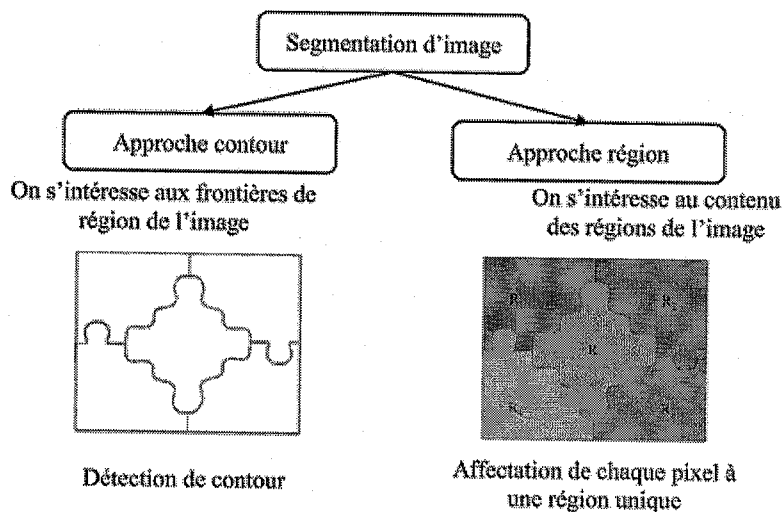 Segmentation d'image
Approche contour
Approche région
On s'intéresse aux frontières de
région de l'image
On s'intéresse au contenu
des régions de l'image
R
R
Détection de contour
Affectation de chaque pixel à
une région unique